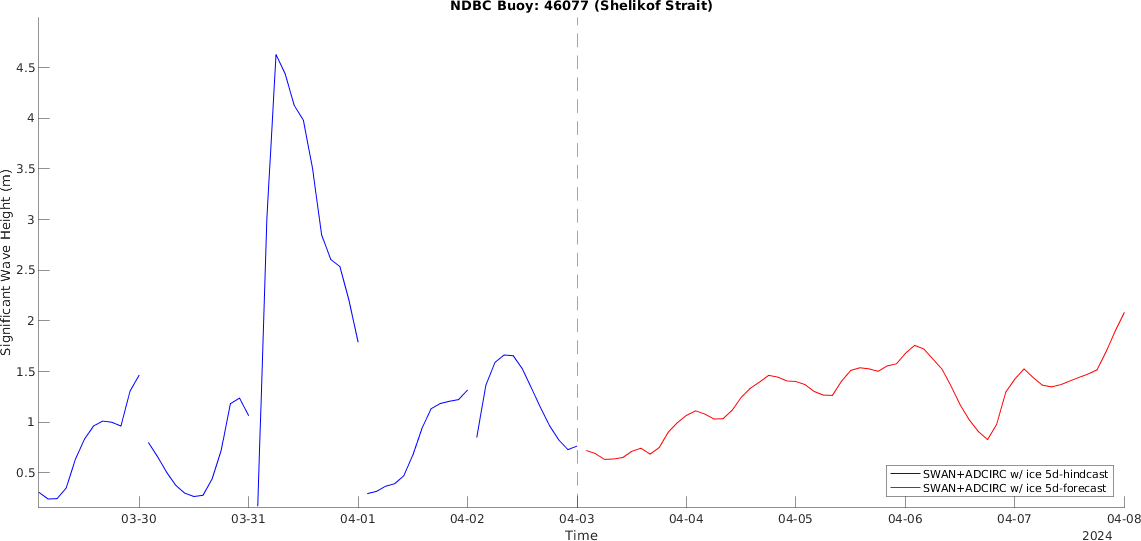 NDBC Buoy: 46077 (Shelikof Strait)
Significant Wave Height (m)
4.5
4
3.5
3
2.5
2
1.5
1
0.5
SWAN+ADCIRC w/ ice 5d-hindcast
SWAN+ADCIRC w/ ice 5d-forecast
03-30 03-31 04-01 04-02 04-03 04-04 04-05 04-06 04-07 04-08
Time
2024